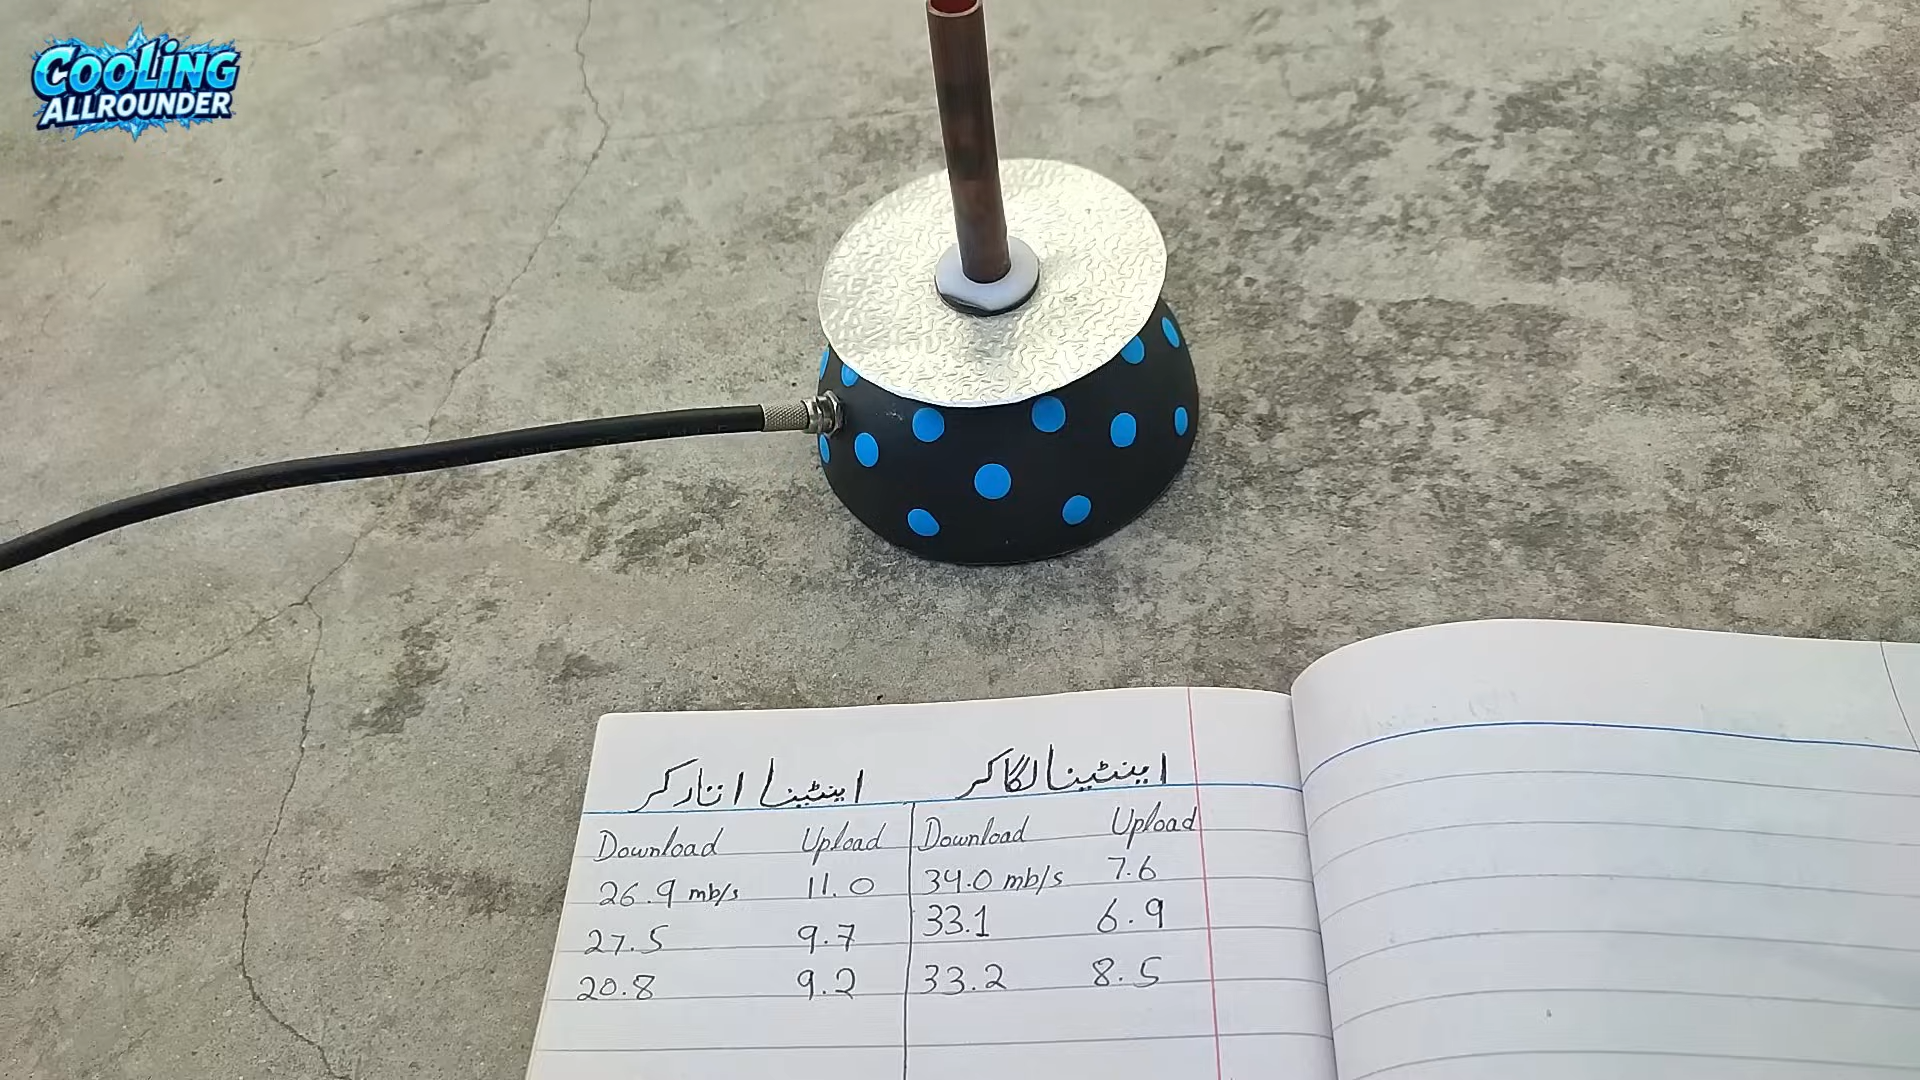 COOLING
ALLROUNDER
اینٹینا اتار کر اینٹینا لگا کر
Download Upload Download Upload
26.9 mb/s 11.0 34.0 mb/s 7.6
27.5 9.7 33.1 6.9
20.8 9.2 33.2 8.5